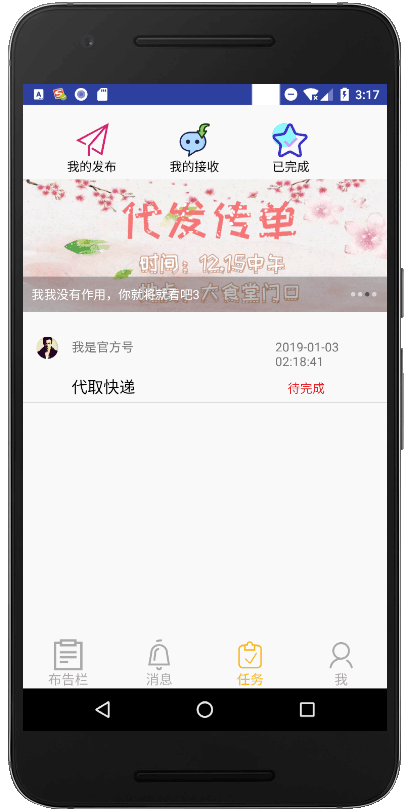 3:17
我的发布
我的接收
已完成
代发传单
时间：12.15中午
地点：大食堂门口
我我没有作用，你就将就看吧3
我是官方号
2019-01-03
02:18:41
代取快递
待完成
布告栏
消息
任务
我